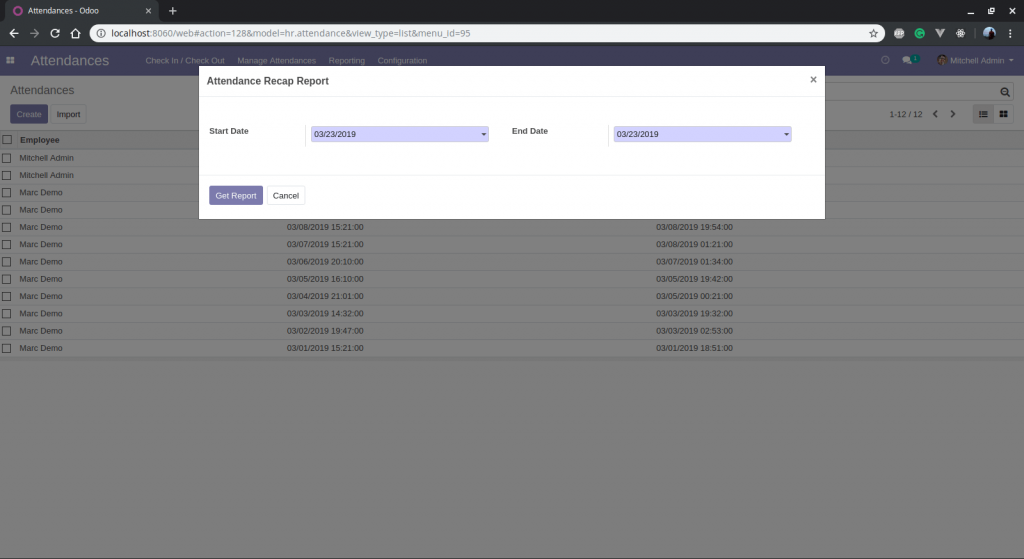 Attendances - Odoo
localhost:8060/web#action=128&model=hr.attendance&view_type=list&menu_id=95
Attendances
Check In / Check Out
Manage Attendances
Reporting
Configuration
1
Mitchell Admin
Attendances
Create
Import
1-12 / 12
Attendance Recap Report
Start Date
03/23/2019
End Date
03/23/2019
Get Report
Cancel
Employee
Mitchell Admin
Mitchell Admin
Marc Demo
Marc Demo
Marc Demo 03/08/2019 15:21:00 03/08/2019 19:54:00
Marc Demo 03/07/2019 15:21:00 03/08/2019 01:21:00
Marc Demo 03/06/2019 20:10:00 03/07/2019 01:34:00
Marc Demo 03/05/2019 16:10:00 03/05/2019 19:42:00
Marc Demo 03/04/2019 21:01:00 03/05/2019 00:21:00
Marc Demo 03/03/2019 14:32:00 03/03/2019 19:32:00
Marc Demo 03/02/2019 19:47:00 03/03/2019 02:53:00
Marc Demo 03/01/2019 15:21:00 03/01/2019 18:51:00